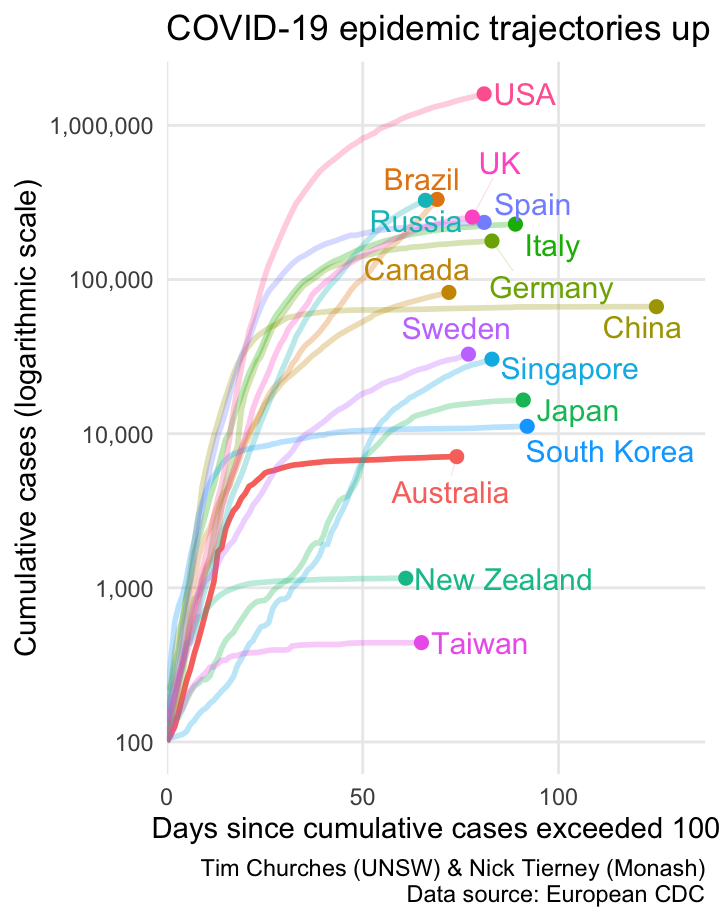 COVID-19 epidemic trajectories up
Cumulative cases (logarithmic scale)
1,000,000
100,000
10,000
1,000
100
USA
UK
Brazil
Spain
Russia
Italy
Canada
Germany
China
Sweden
Singapore
Japan
South Korea
Australia
New Zealand
Taiwan
0 50 100
Days since cumulative cases exceeded 100
Tim Churches (UNSW) & Nick Tierney (Monash)
Data source: European CDC